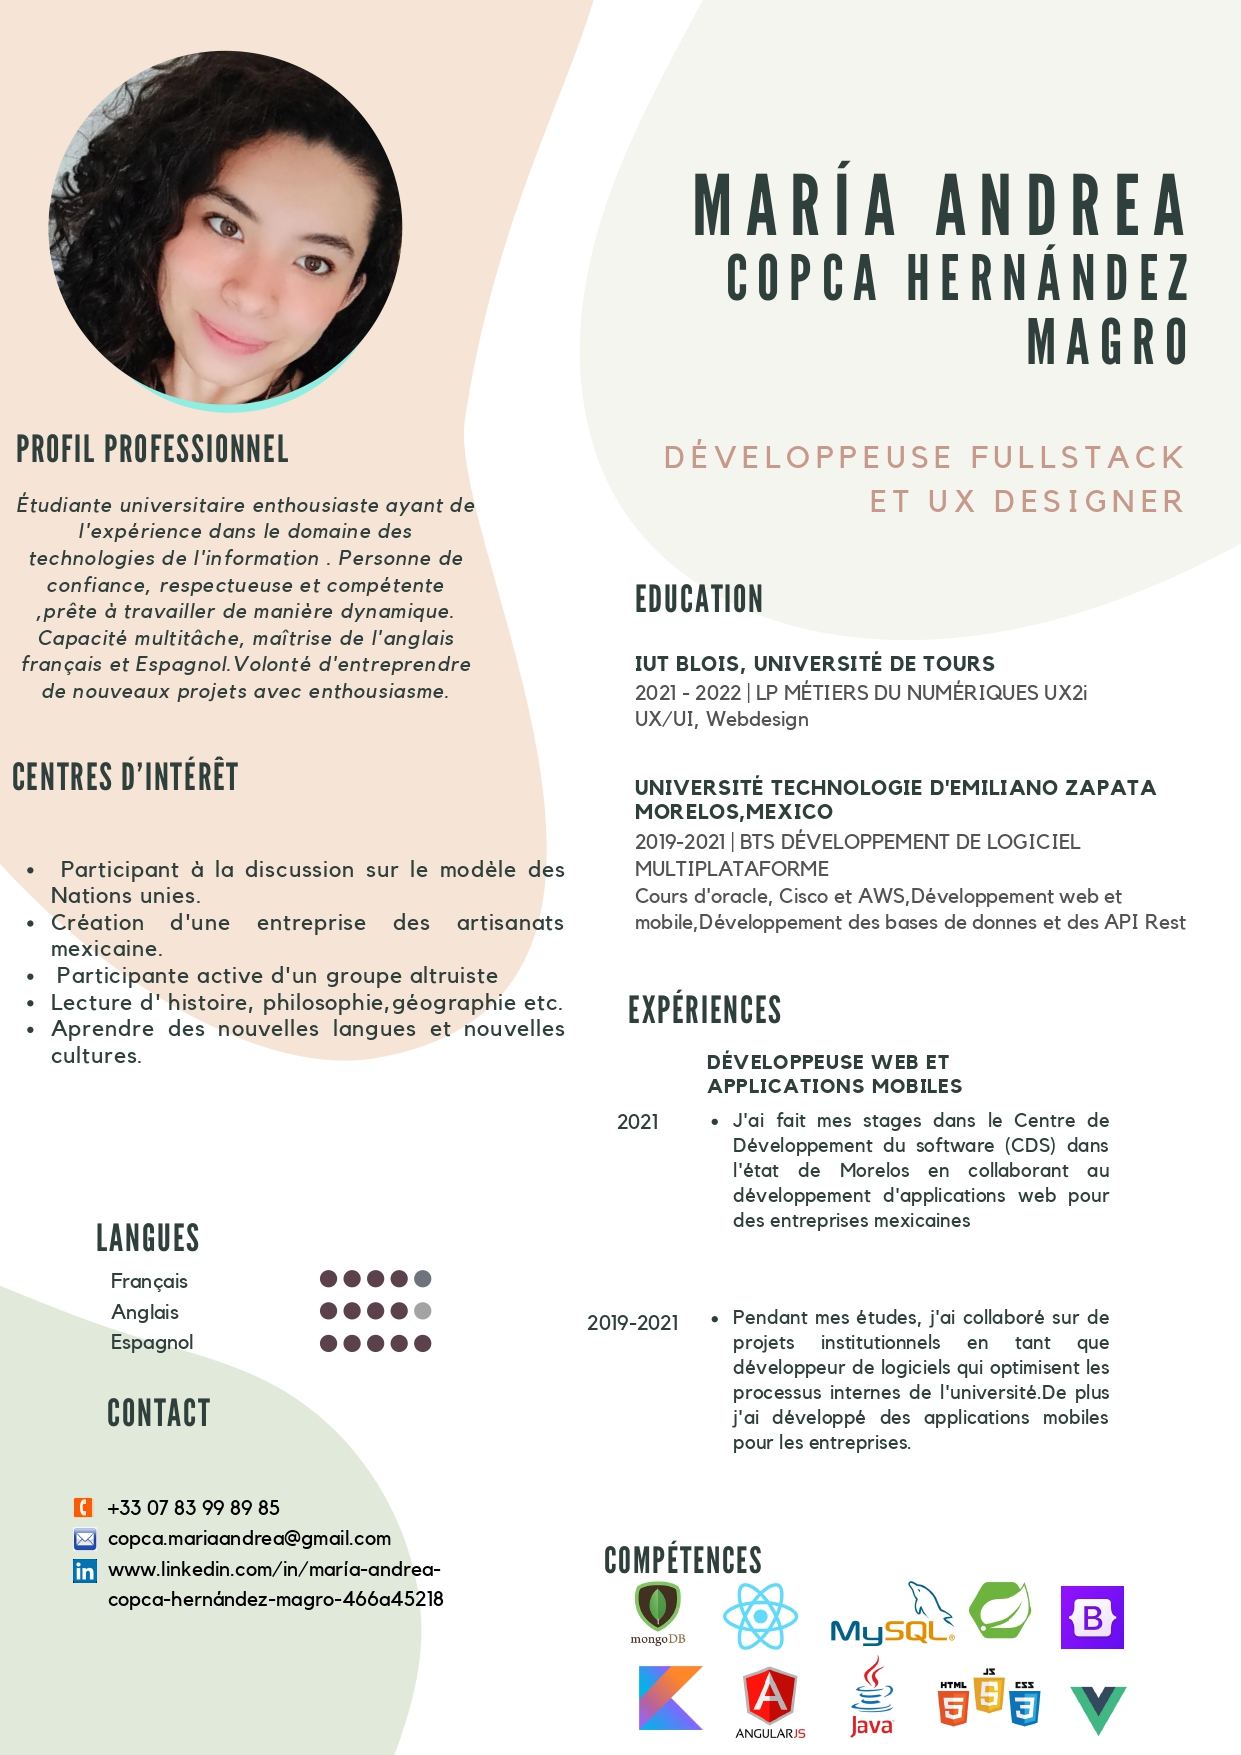 MARÍA ANDREA
COPCA HERNÁNDEZ
MAGRO
DÉVELOPPEUSE FULLSTACK
ET UX DESIGNER
PROFIL PROFESSIONNEL
Étudiante universitaire enthousiaste ayant de
l'expérience dans le domaine des
technologies de l'information . Personne de
confiance, respectueuse et compétente
,prête à travailler de manière dynamique.
Capacité multitâche, maîtrise de l'anglais
français et Espagnol.Volonté d'entreprendre
de nouveaux projets avec enthousiasme.
CENTRES D'INTÉRÊT
• Participant à la discussion sur le modèle des
Nations unies.
• Création d'une entreprise des artisanats
mexicaine.
• Participante active d'un groupe altruiste
• Lecture d' histoire, philosophie,géographie etc.
• Aprendre des nouvelles langues et nouvelles
cultures.
LANGUES
Français
Anglais
Espagnol
CONTACT
+33 07 83 99 89 85
copca.mariaandrea@gmail.com
www.linkedin.com/in/maría-andrea-
copca-hernández-magro-466a45218
EDUCATION
IUT BLOIS, UNIVERSITÉ DE TOURS
2021 - 2022 | LP MÉTIERS DU NUMÉRIQUES UX2i
UX/UI, Webdesign
UNIVERSITÉ TECHNOLOGIE D'EMILIANO ZAPATA
MORELOS,MEXICO
2019-2021 | BTS DÉVELOPPEMENT DE LOGICIEL
MULTIPLATAFORME
Cours d'oracle, Cisco et AWS,Développement web et
mobile,Développement des bases de donnes et des API Rest
EXPÉRIENCES
DÉVELOPPEUSE WEB ET
APPLICATIONS MOBILES
2021
• J'ai fait mes stages dans le Centre de
Développement du software (CDS) dans
l'état de Morelos en collaborant au
développement d'applications web pour
des entreprises mexicaines
2019-2021
• Pendant mes études, j'ai collaboré sur de
projets institutionnels en tant que
développeur de logiciels qui optimisent les
processus internes de l'université.De plus
j'ai développé des applications mobiles
pour les entreprises.
COMPÉTENCES
mongoDB
MySQL®
B
A
ANGULARJS
Java
HTML JS CSS
5 5 3